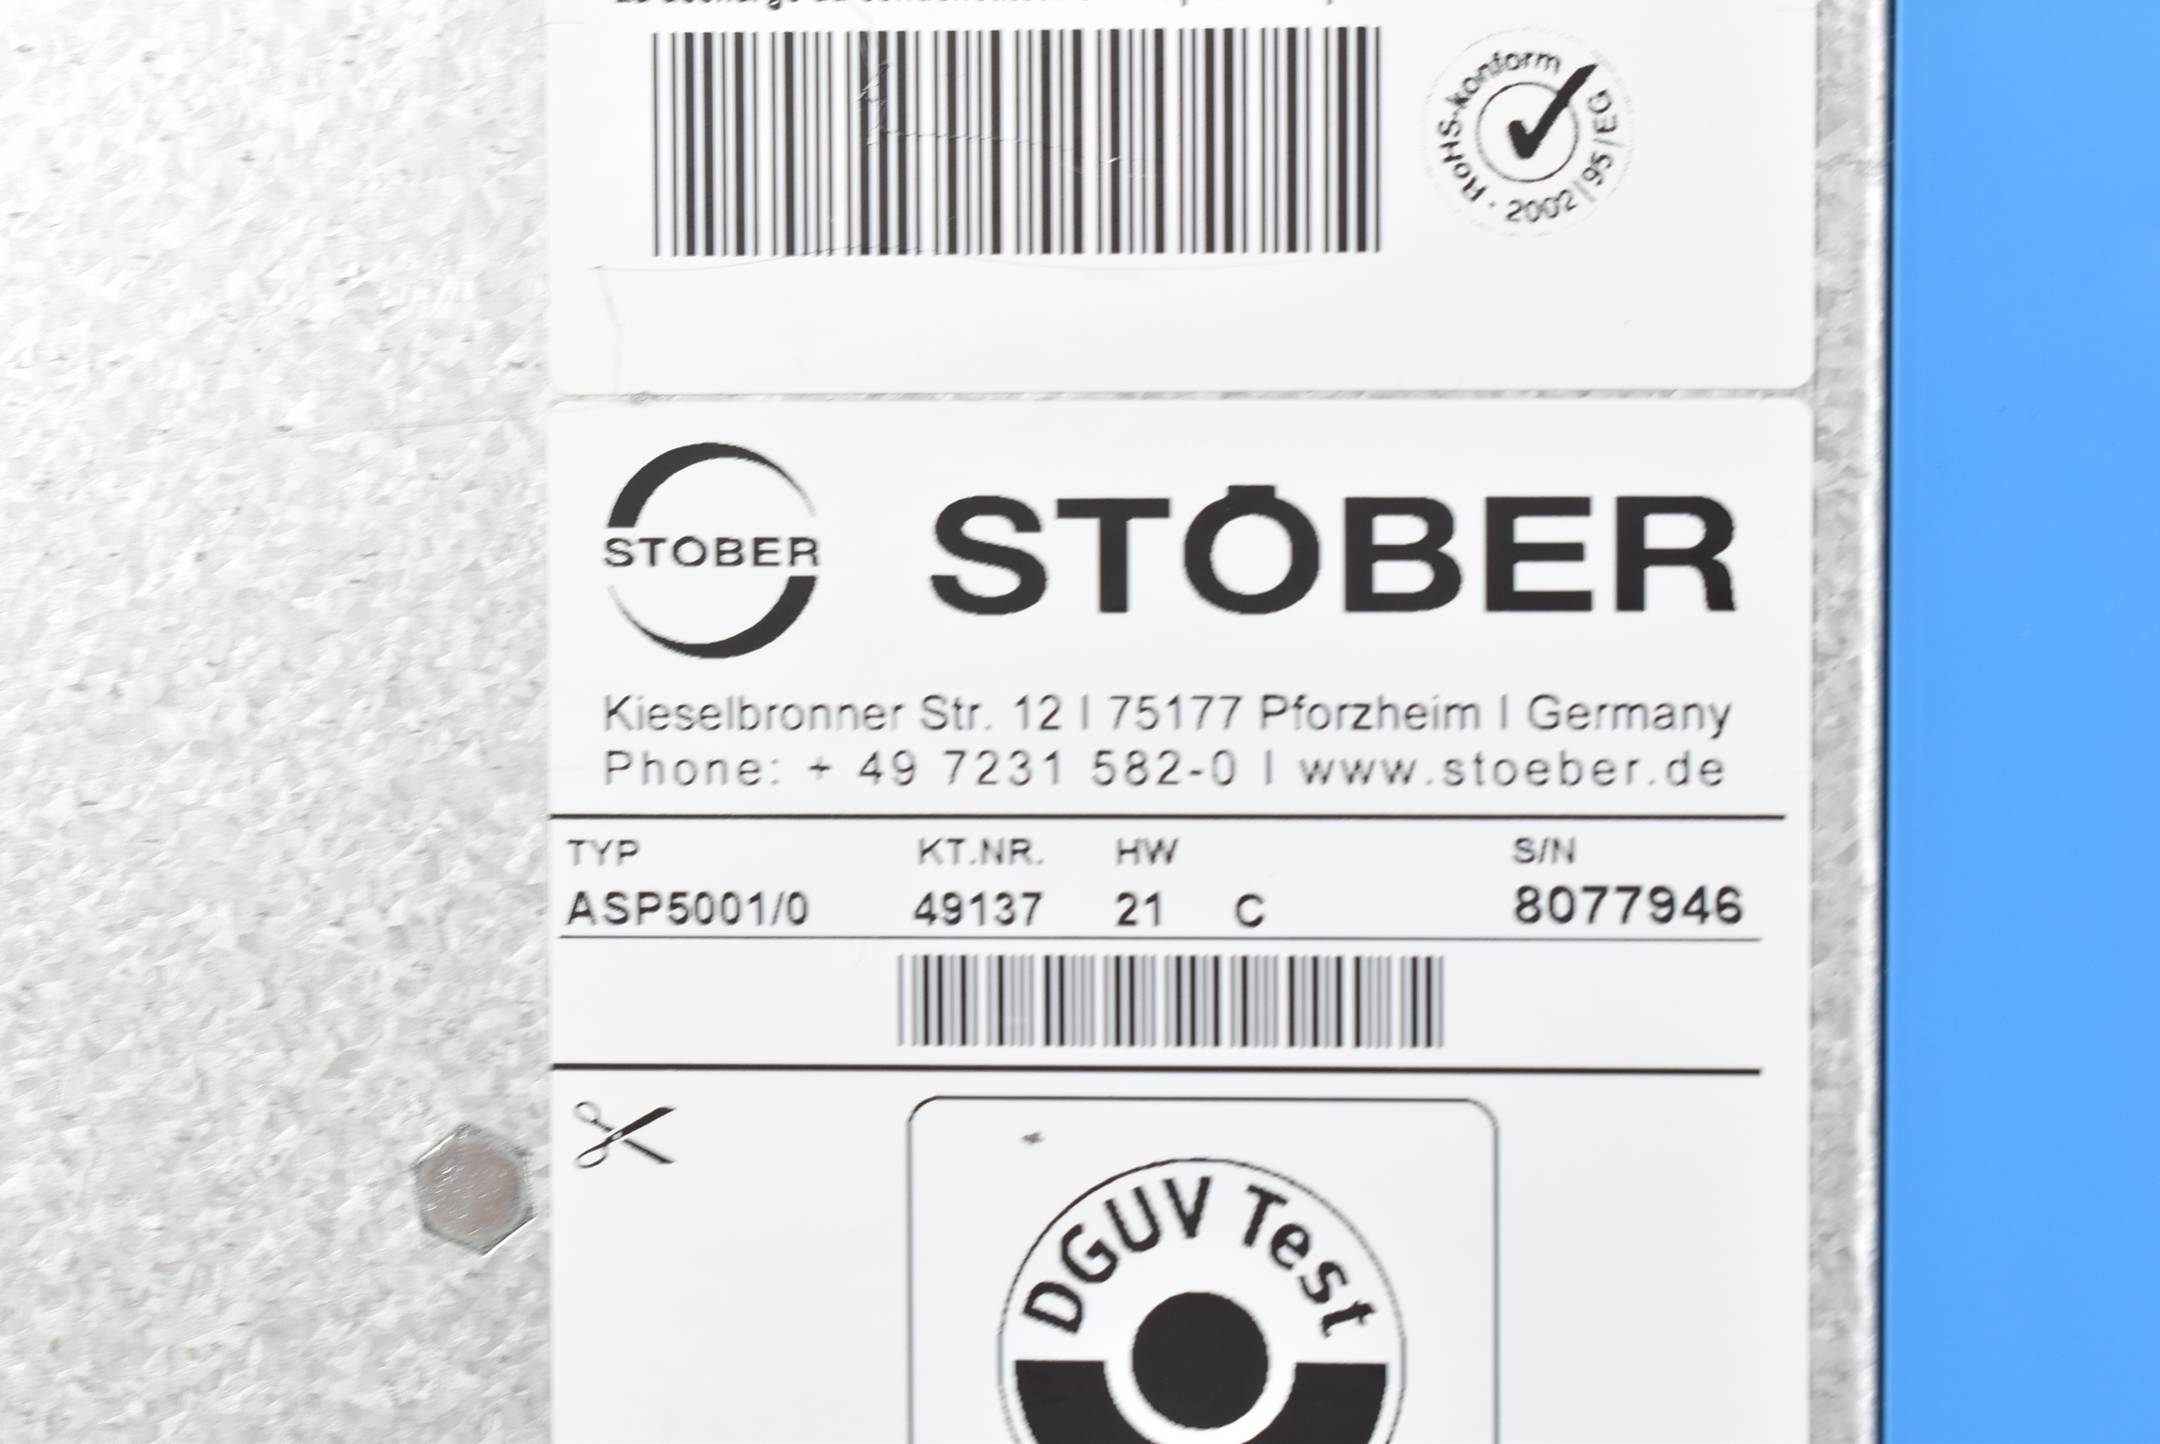 RoHS-konform · 2002/95/EG
STÖBER
STÖBER
Kieselbronner Str. 12 | 75177 Pforzheim | Germany
Phone: + 49 7231 582-0 | www.stoeber.de
TYP KT.NR. HW S/N
ASP5001/0 49137 21 C 8077946
DGUV Test